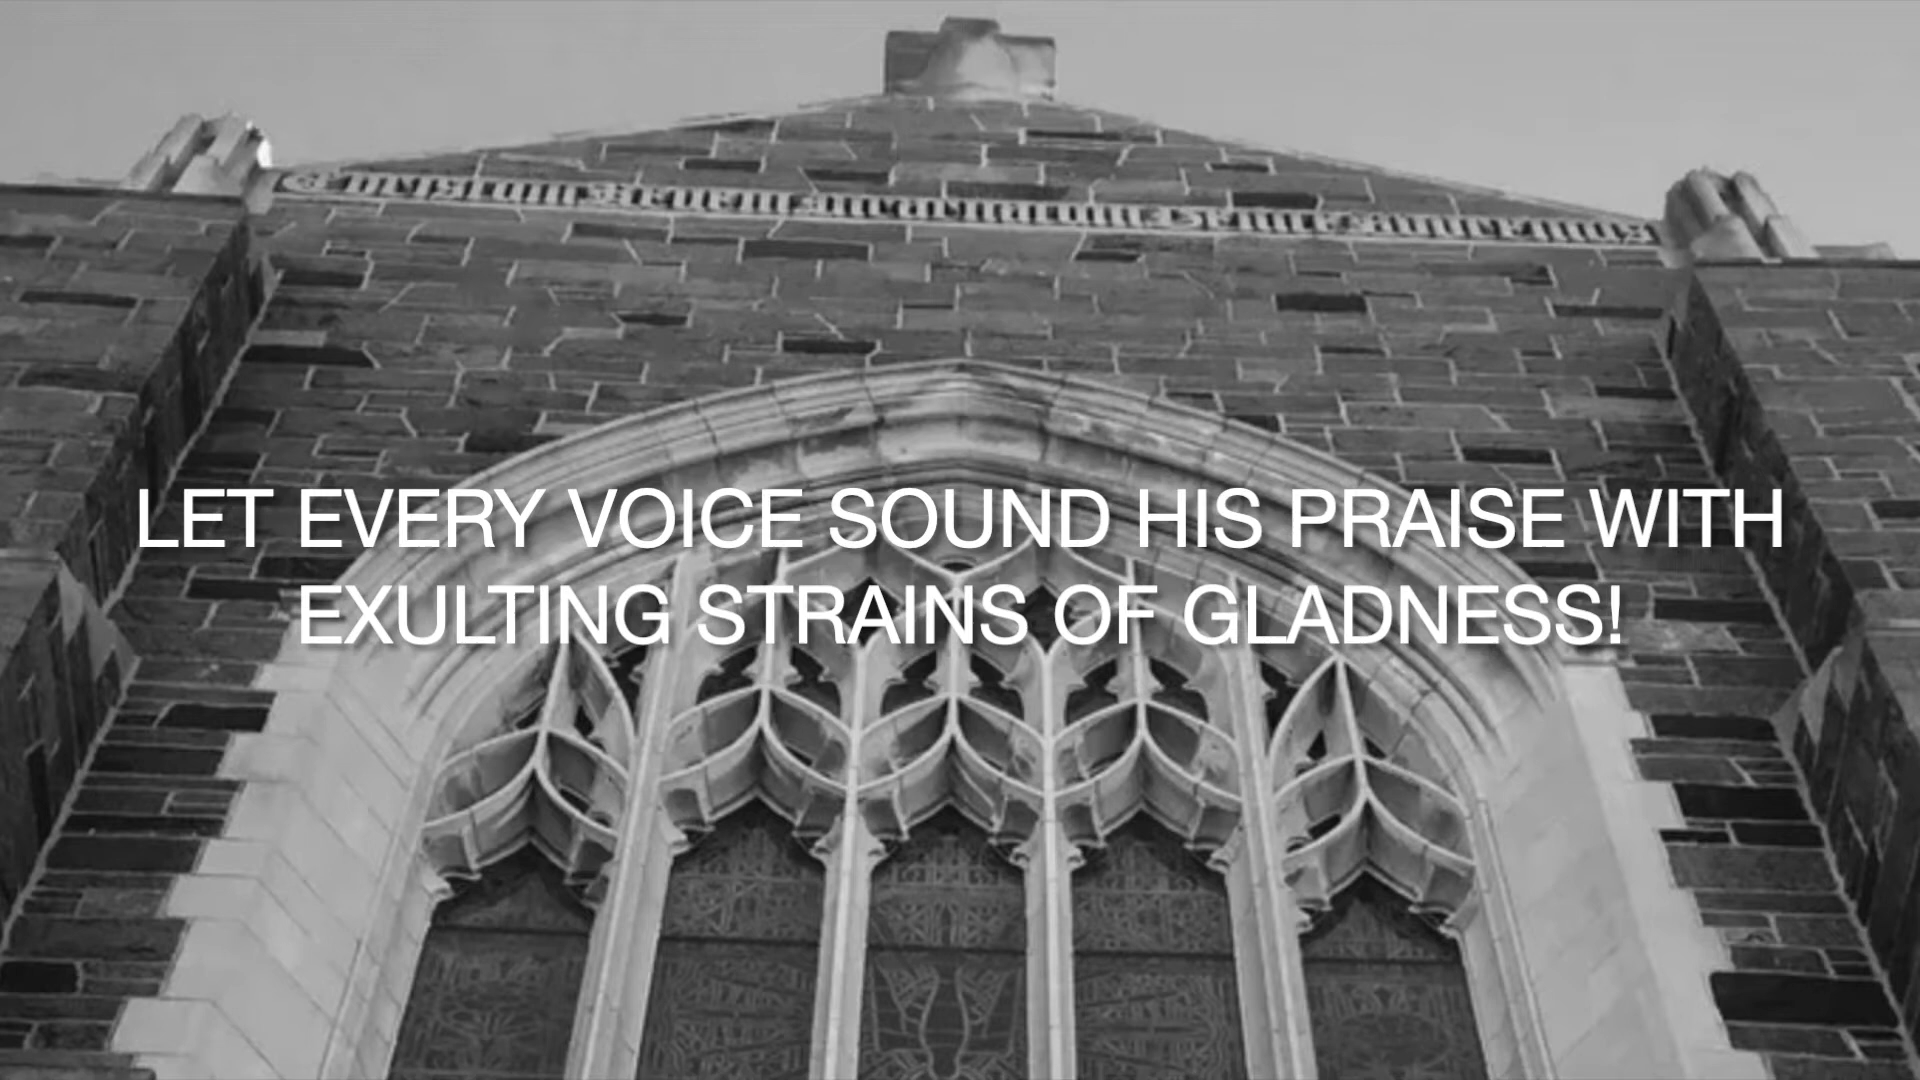 LET EVERY VOICE SOUND HIS PRAISE WITH
EXULTING STRAINS OF GLADNESS!